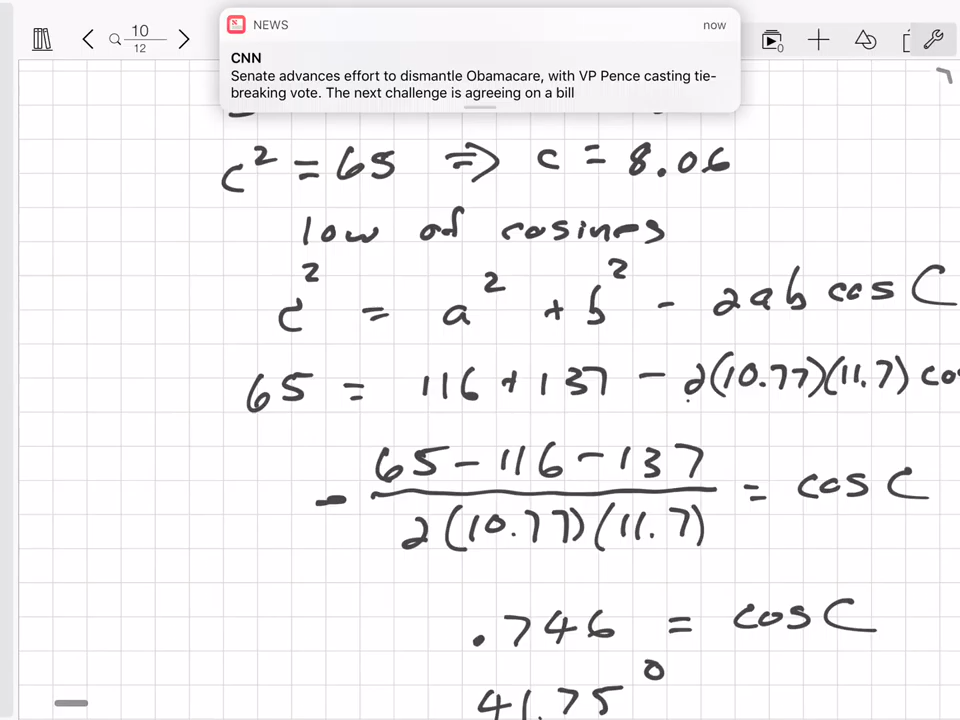 10
12
NEWS
now
CNN
Senate advances effort to dismantle Obamacare, with VP Pence casting tie-
breaking vote. The next challenge is agreeing on a bill
0
c² = 65 => c = 8.06
low of cosines
c² = a² + b² - 2ab cos C
65 = 116 + 137 - 2(10.77)(11.7) co
- 65 - 116 - 137 / 2(10.77)(11.7) = cos C
.746 = cos C
41.75°